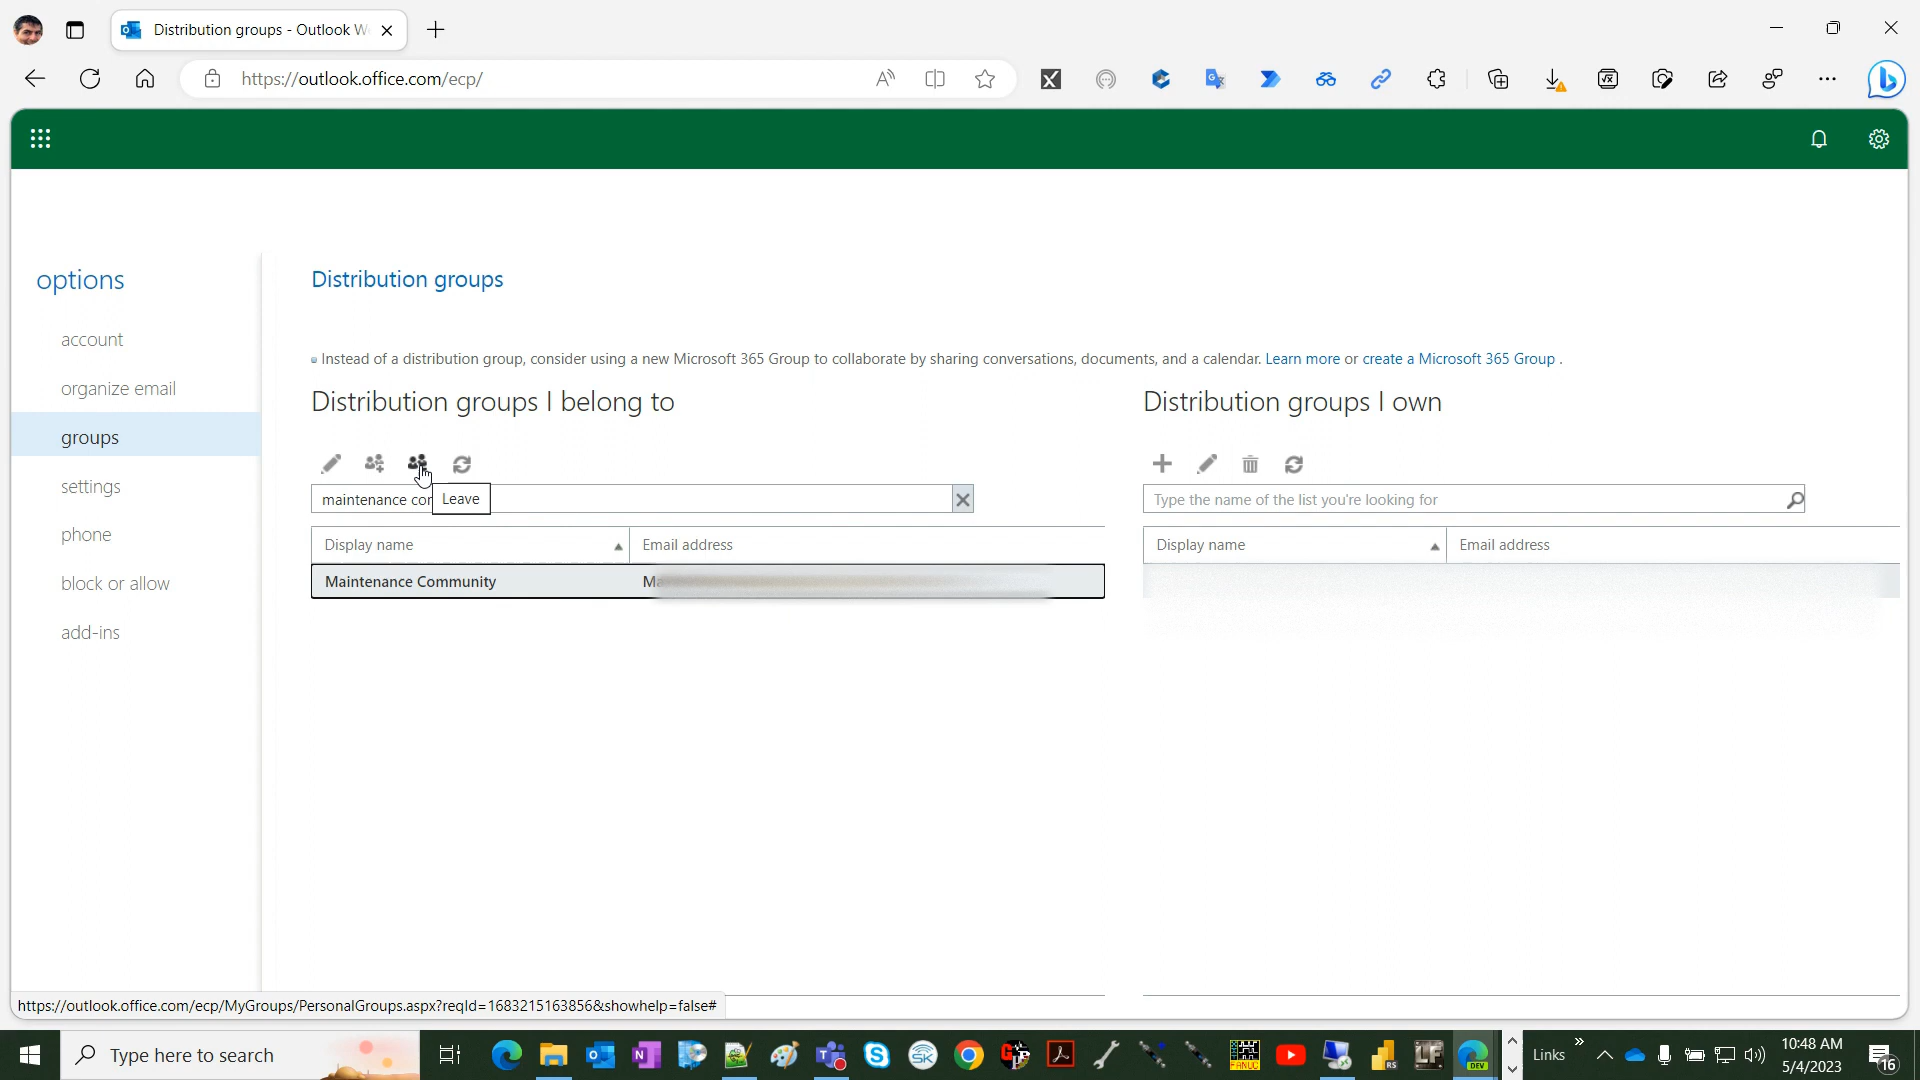 Distribution groups - Outlook W
https://outlook.office.com/ecp/
options
account
organize email
groups
settings
phone
block or allow
add-ins
Distribution groups
Instead of a distribution group, consider using a new Microsoft 365 Group to collaborate by sharing conversations, documents, and a calendar. Learn more or create a Microsoft 365 Group .
Distribution groups I belong to
maintenance co
Leave
Display name Email address
Maintenance Community Ma
Distribution groups I own
Type the name of the list you're looking for
Display name Email address
https://outlook.office.com/ecp/MyGroups/PersonalGroups.aspx?reqId=1683215163856&showhelp=false#
Type here to search
Links
10:48 AM
5/4/2023
16